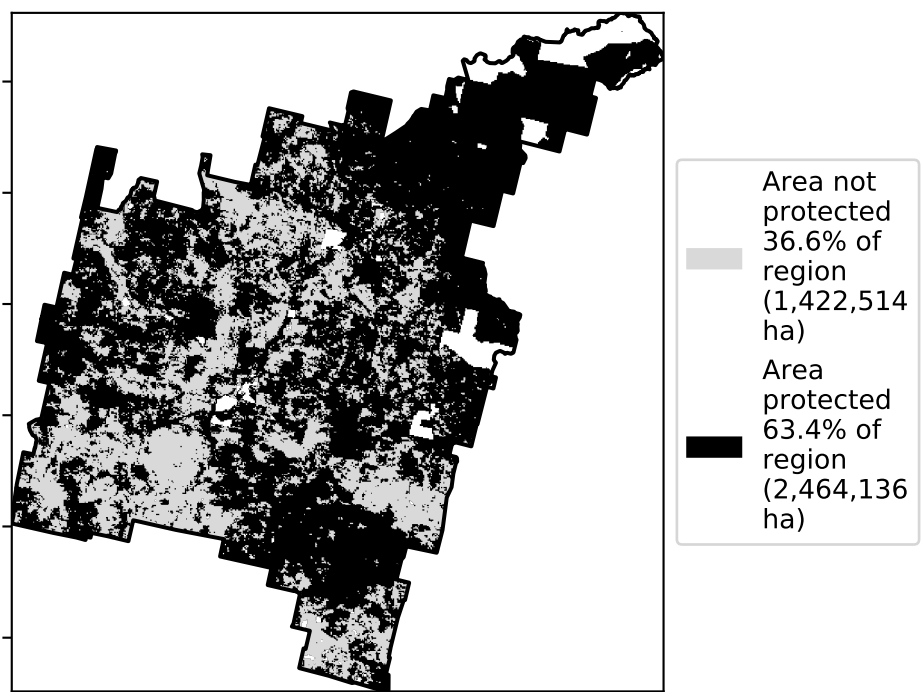 Area not
protected
36.6% of
region
(1,422,514
ha)
Area
protected
63.4% of
region
(2,464,136
ha)